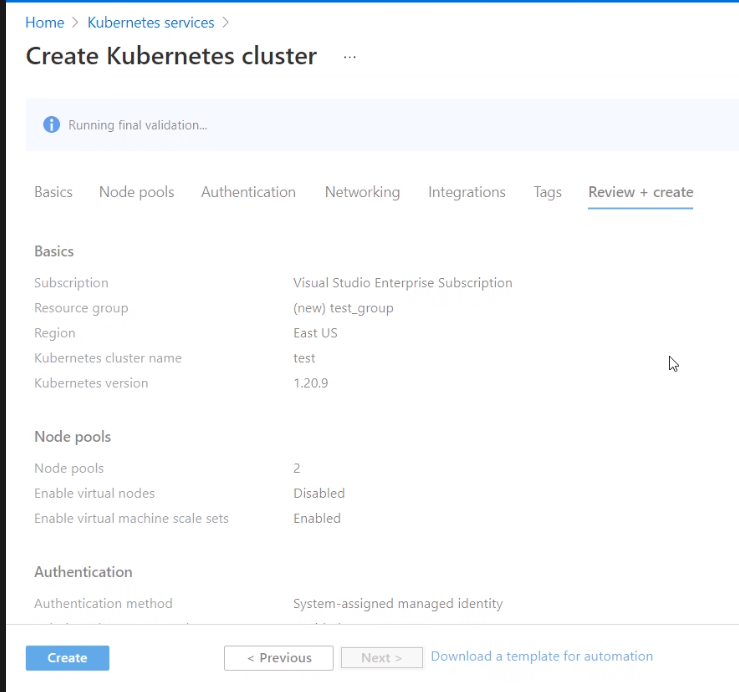 Home > Kubernetes services >
Create Kubernetes cluster ...
Running final validation...
Basics Node pools Authentication Networking Integrations Tags Review + create
Basics
Subscription Visual Studio Enterprise Subscription
Resource group (new) test_group
Region East US
Kubernetes cluster name test
Kubernetes version 1.20.9
Node pools
Node pools 2
Enable virtual nodes Disabled
Enable virtual machine scale sets Enabled
Authentication
Authentication method System-assigned managed identity
Create < Previous Next > Download a template for automation